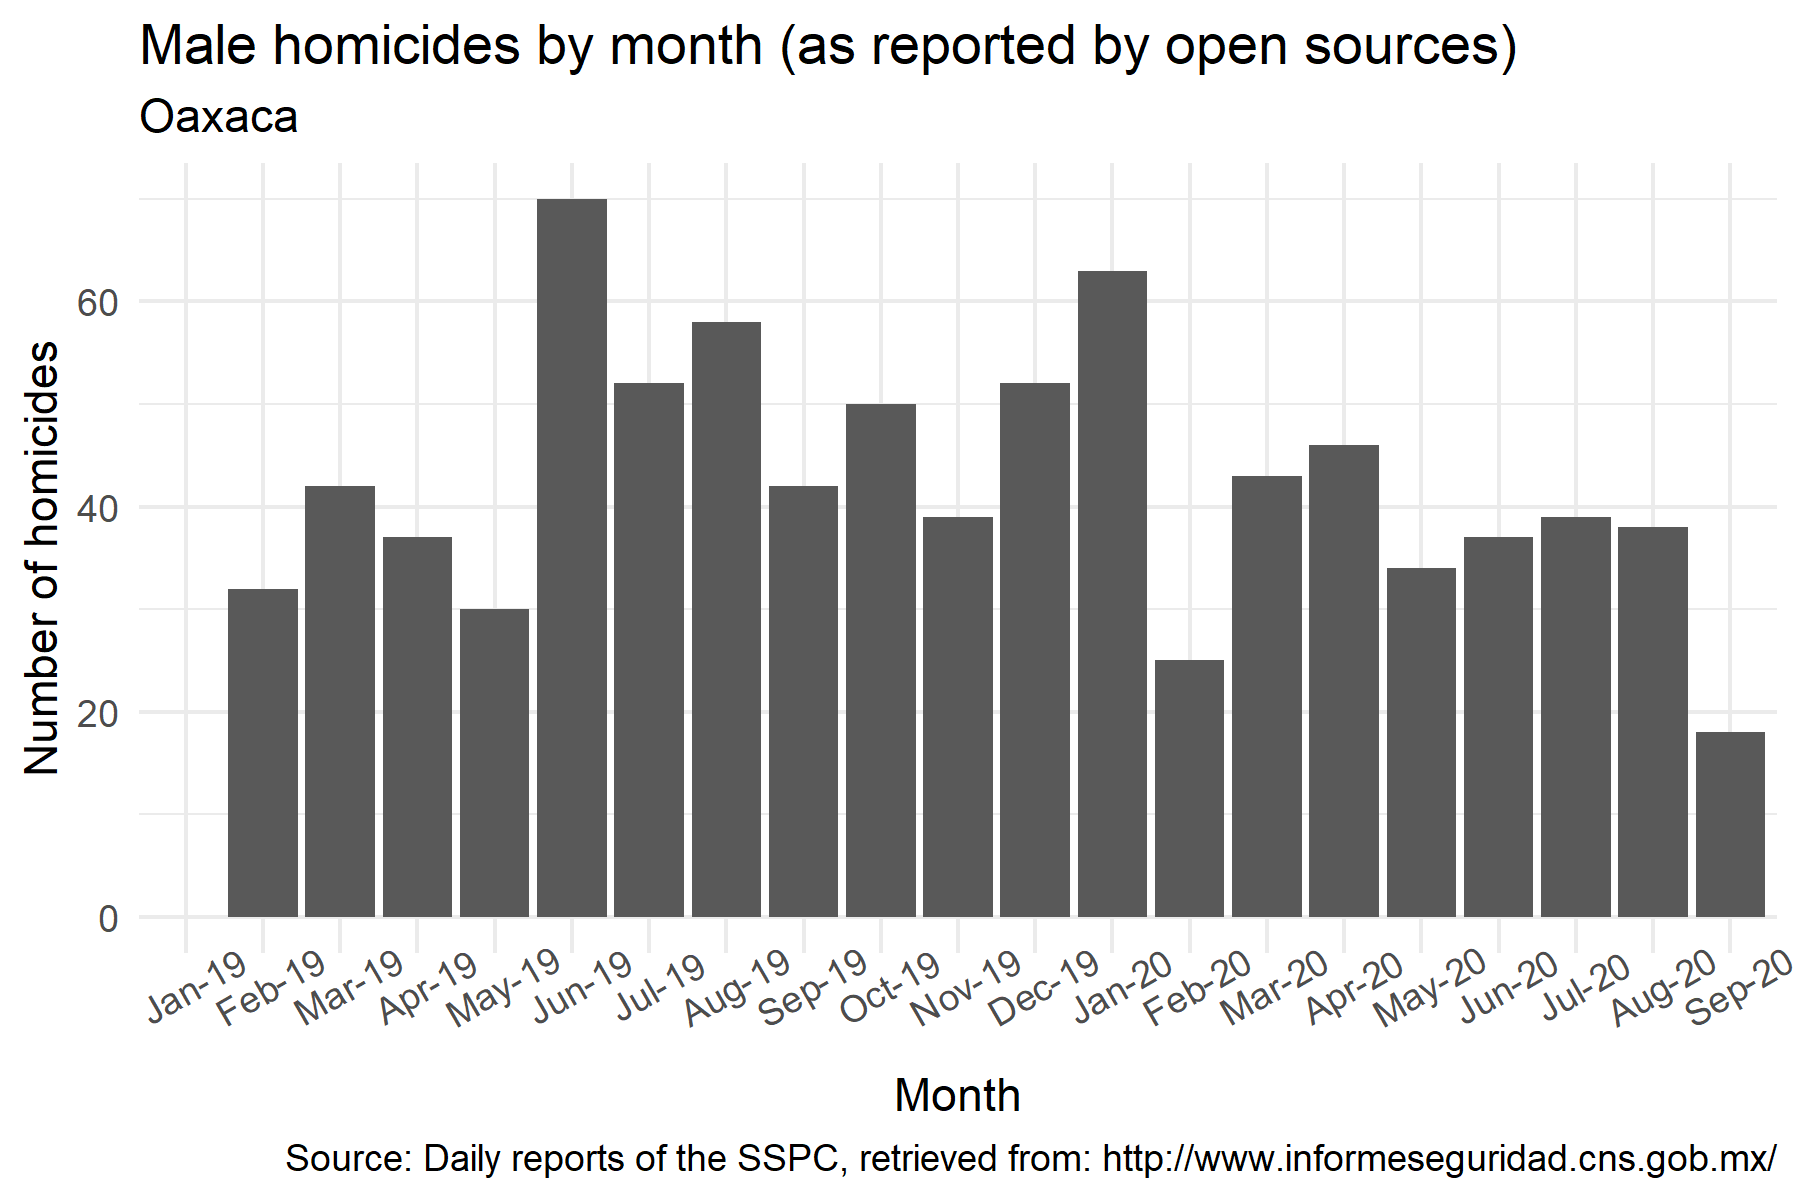 Male homicides by month (as reported by open sources)
Oaxaca
Number of homicides
60
40
20
0
Jan-19
Feb-19
Mar-19
Apr-19
May-19
Jun-19
Jul-19
Aug-19
Sep-19
Oct-19
Nov-19
Dec-19
Jan-20
Feb-20
Mar-20
Apr-20
May-20
Jun-20
Jul-20
Aug-20
Sep-20
Month
Source: Daily reports of the SSPC, retrieved from: http://www.informeseguridad.cns.gob.mx/